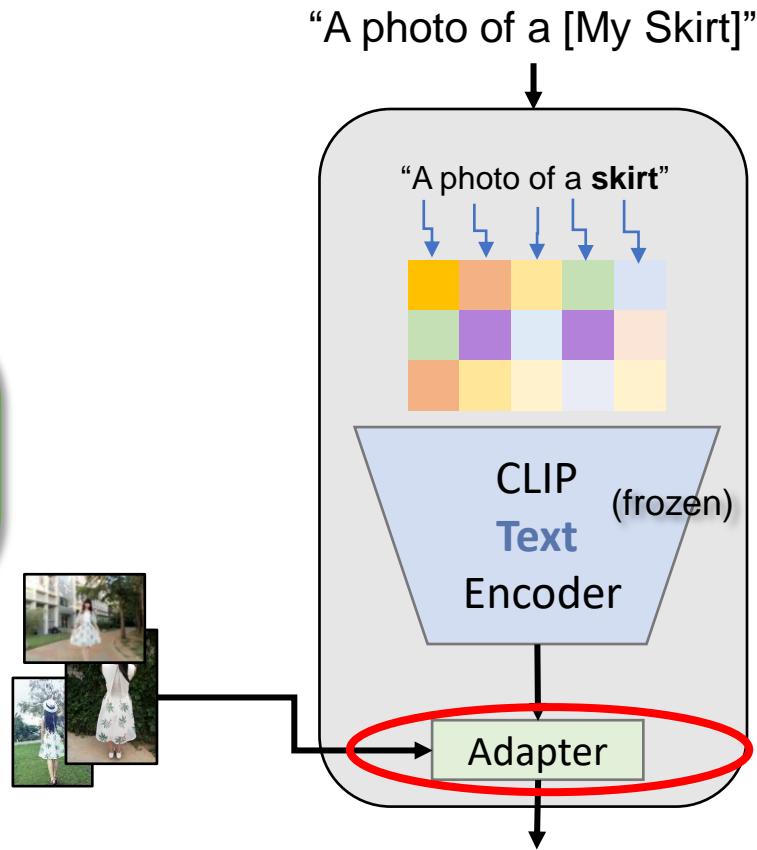 “A photo of a [My Skirt]”
“A photo of a skirt”
CLIP
(frozen)
Text
Encoder
Adapter